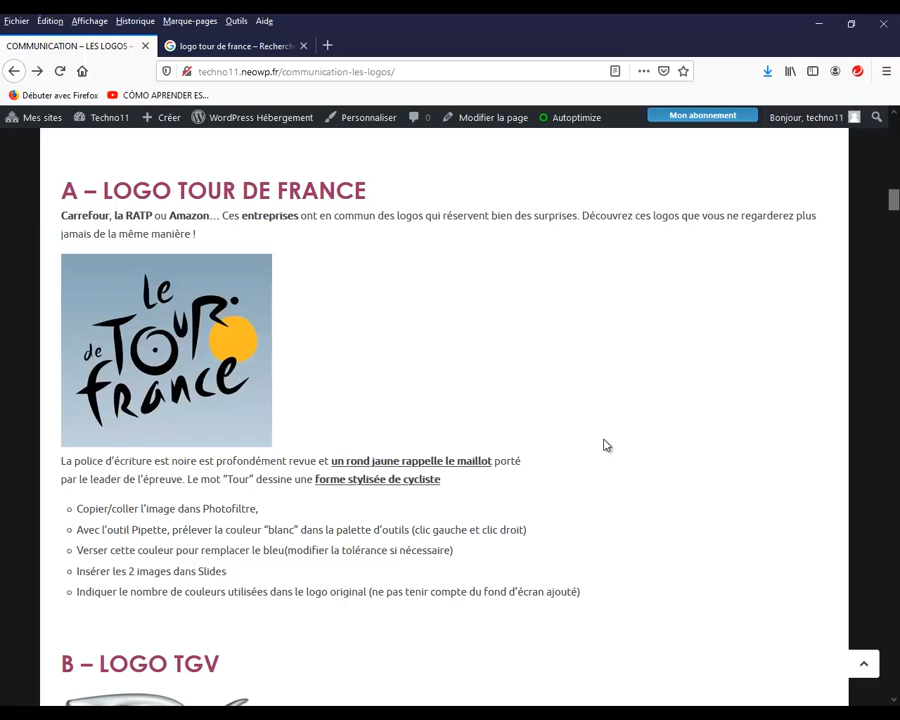 Fichier Édition Affichage Historique Marque-pages Outils Aide
COMMUNICATION – LES LOGOS –
logo tour de france – Recherch
techno11.neowp.fr/communication-les-logos/
Débuter avec Firefox CÓMO APRENDER ES...
Mes sites Techno11 Créer WordPress Hébergement Personnaliser 0 Modifier la page Autoptimize Mon abonnement Bonjour, techno11
A – LOGO TOUR DE FRANCE
Carrefour, la RATP ou Amazon… Ces entreprises ont en commun des logos qui réservent bien des surprises. Découvrez ces logos que vous ne regarderez plus
jamais de la même manière !
Le
Tour
de
france
La police d’écriture est noire est profondément revue et un rond jaune rappelle le maillot porté
par le leader de l’épreuve. Le mot “Tour” dessine une forme stylisée de cycliste
Copier/coller l’image dans Photofiltre,
Avec l’outil Pipette, prélever la couleur “blanc” dans la palette d’outils (clic gauche et clic droit)
Verser cette couleur pour remplacer le bleu(modifier la tolérance si nécessaire)
Insérer les 2 images dans Slides
Indiquer le nombre de couleurs utilisées dans le logo original (ne pas tenir compte du fond d’écran ajouté)
B – LOGO TGV